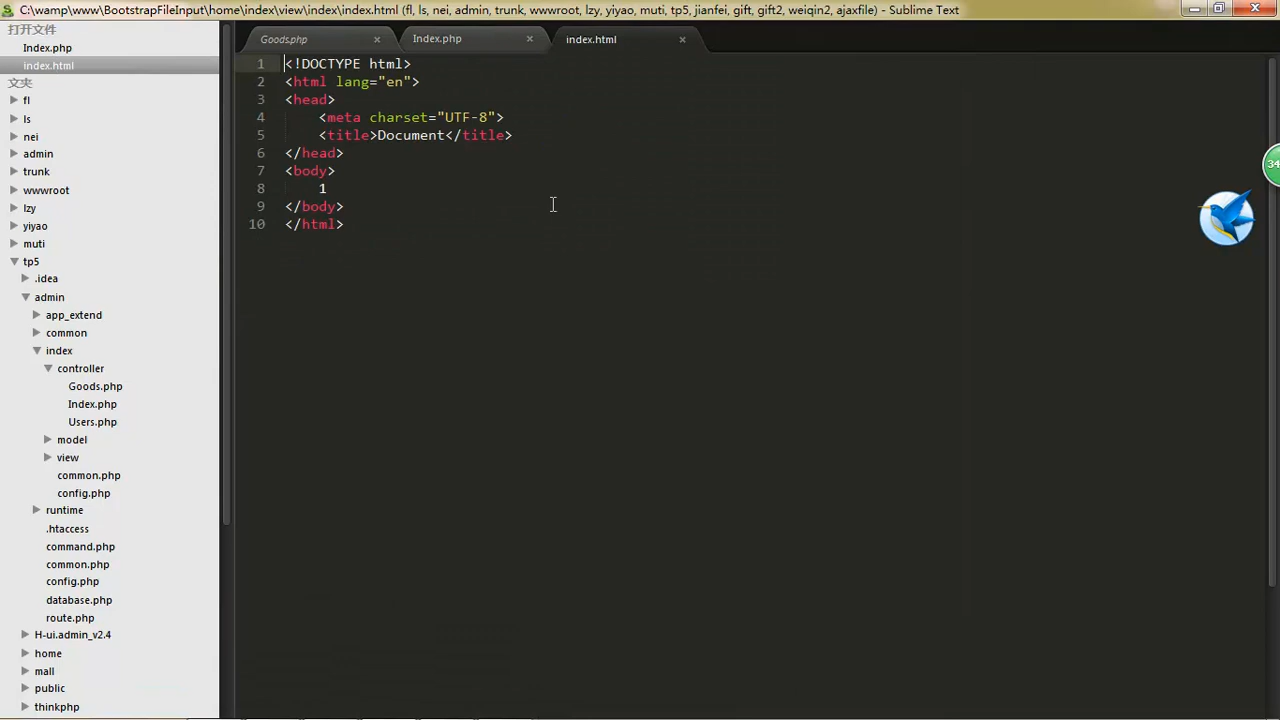 C:\wamp\www\BootstrapFileInput\home\index\view\index\index.html (fl, ls, nei, admin, trunk, wwwroot, lzy, yiyao, muti, tp5, jianfei, gift, gift2, weiqin2, ajaxfile) - Sublime Text
打开文件
Index.php
index.html
文夹
fl
ls
nei
admin
trunk
wwwroot
lzy
yiyao
muti
tp5
.idea
admin
app_extend
common
index
controller
Goods.php
Index.php
Users.php
model
view
common.php
config.php
runtime
.htaccess
command.php
common.php
config.php
database.php
route.php
H-ui.admin_v2.4
home
mall
public
thinkphp
Goods.php
Index.php
index.html
1 <!DOCTYPE html>
2 <html lang="en">
3 <head>
4 <meta charset="UTF-8">
5 <title>Document</title>
6 </head>
7 <body>
8 1
9 </body>
10 </html>
34